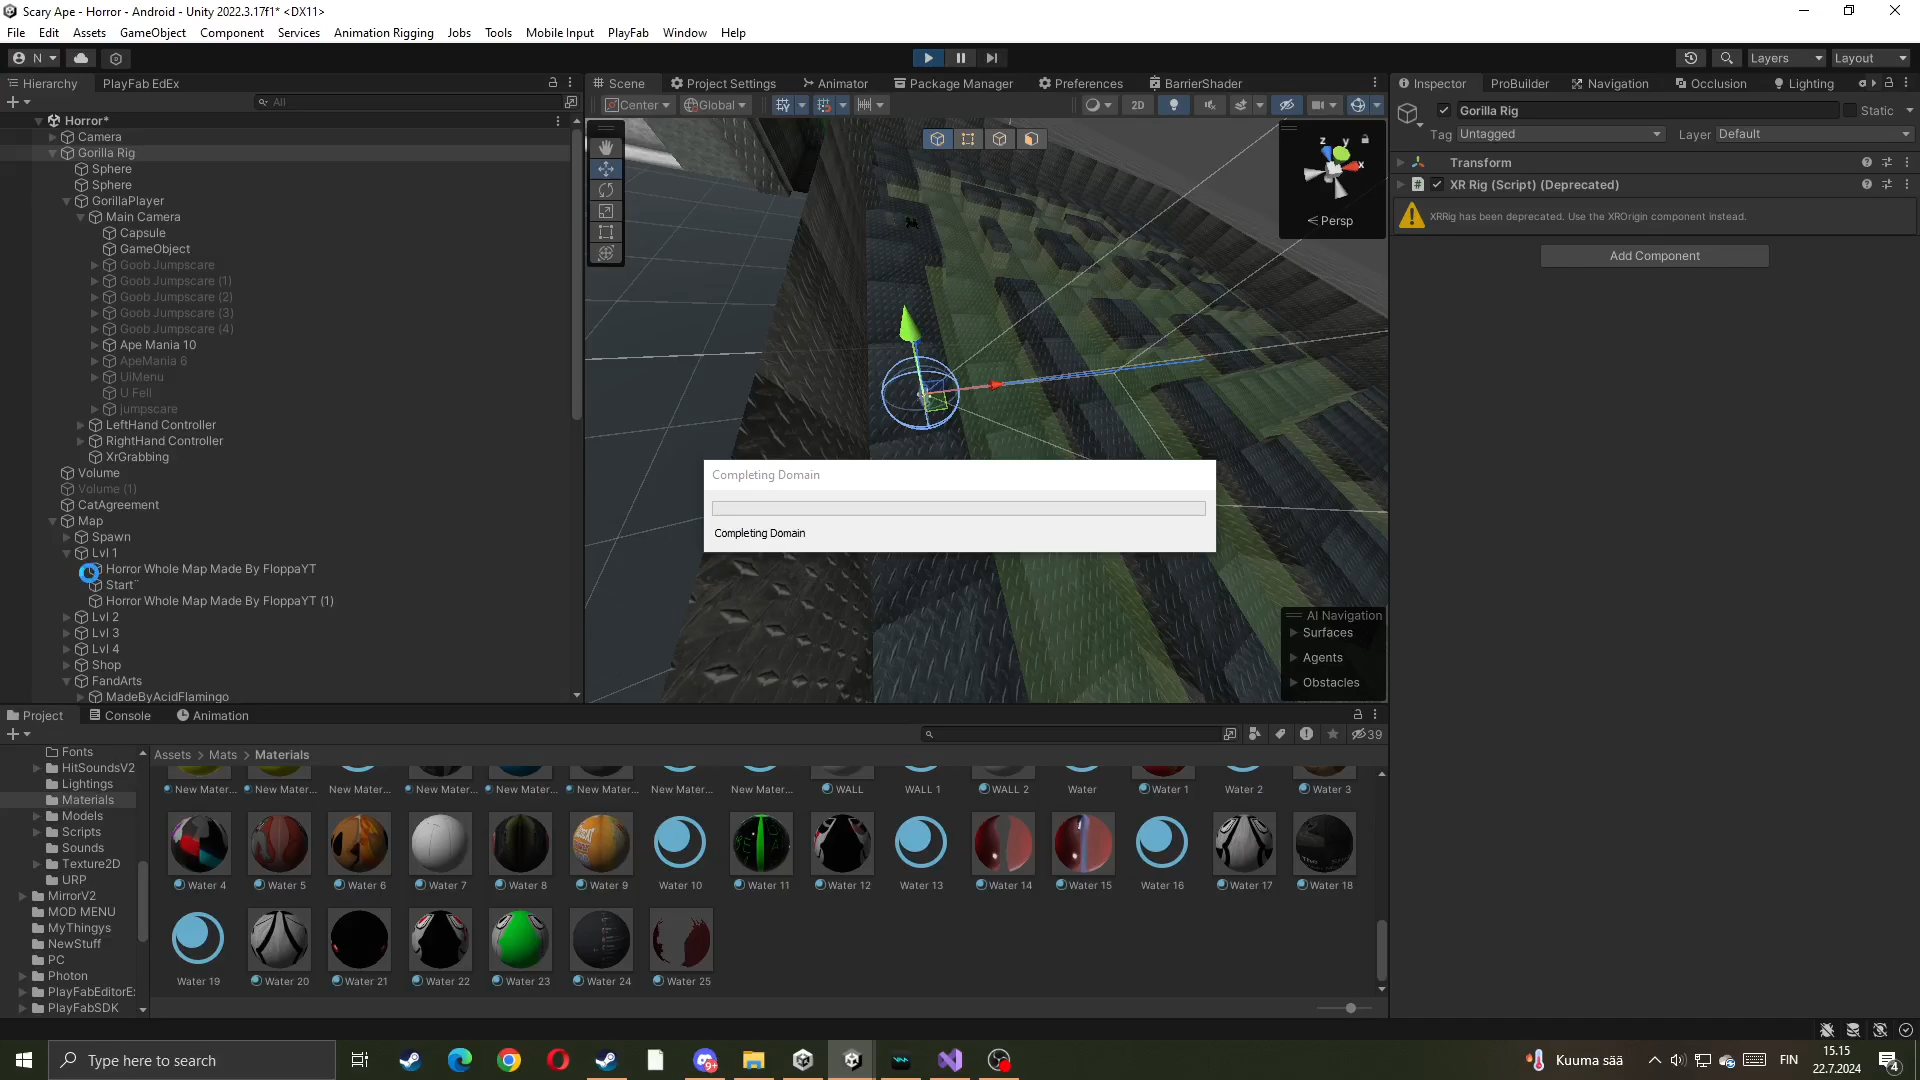 Scary Ape - Horror - Android - Unity 2022.3.17f1* <DX11>
File Edit Assets GameObject Component Services Animation Rigging Jobs Tools Mobile Input PlayFab Window Help
N Layers Layout
Hierarchy PlayFab EdEx
All
Horror*
Camera
Gorilla Rig
Sphere
Sphere
GorillaPlayer
Main Camera
Capsule
GameObject
Goob Jumpscare
Goob Jumpscare (1)
Goob Jumpscare (2)
Goob Jumpscare (3)
Goob Jumpscare (4)
Ape Mania 10
ApeMania 6
UiMenu
U Fell
jumpscare
LeftHand Controller
RightHand Controller
XrGrabbing
Volume
Volume (1)
CatAgreement
Map
Spawn
Lvl 1
Horror Whole Map Made By FloppaYT
Start¨
Horror Whole Map Made By FloppaYT (1)
Lvl 2
Lvl 3
Lvl 4
Shop
FandArts
MadeByAcidFlamingo
Scene Project Settings Animator Package Manager Preferences BarrierShader
Center Global 2D
z y x
Persp
Completing Domain
Completing Domain
AI Navigation
Surfaces
Agents
Obstacles
Inspector ProBuilder Navigation Occlusion Lighting
Gorilla Rig Static
Tag Untagged Layer Default
Transform
XR Rig (Script) (Deprecated)
XRRig has been deprecated. Use the XROrigin component instead.
Add Component
Project Console Animation
39
Fonts
HitSoundsV2
Lightings
Materials
Models
Scripts
Sounds
Texture2D
URP
MirrorV2
MOD MENU
MyThingys
NewStuff
PC
Photon
PlayFabEditorEx
PlayFabSDK
Assets > Mats > Materials
New Mater... New Mater... New Mater... New Mater... New Mater... New Mater... New Mater... New Mater... WALL WALL 1 WALL 2 Water Water 1 Water 2 Water 3
Water 4 Water 5 Water 6 Water 7 Water 8 Water 9 Water 10 Water 11 Water 12 Water 13 Water 14 Water 15 Water 16 Water 17 Water 18
Water 19 Water 20 Water 21 Water 22 Water 23 Water 24 Water 25
Type here to search
9+
Kuuma sää
FIN
15.15
22.7.2024
4